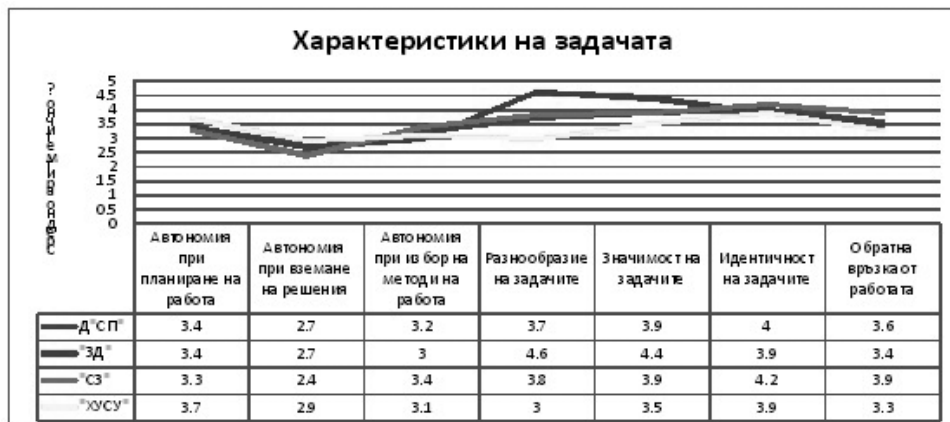 Характеристики на задачата
Средноаритметично?
5
4.5
4
3.5
3
2.5
2
1.5
1
0.5
0
Автономия при планиране на работа
Автономия при вземане на решения
Автономия при избор на методи на работа
Разнообразие на задачите
Значимост на задачите
Идентичност на задачите
Обратна връзка от работата
Д"СП" 3.4 2.7 3.2 3.7 3.9 4 3.6
"ЗД" 3.4 2.7 3 4.6 4.4 3.9 3.4
"СЗ" 3.3 2.4 3.4 3.8 3.9 4.2 3.9
"ХУСУ" 3.7 2.9 3.1 3 3.5 3.9 3.3